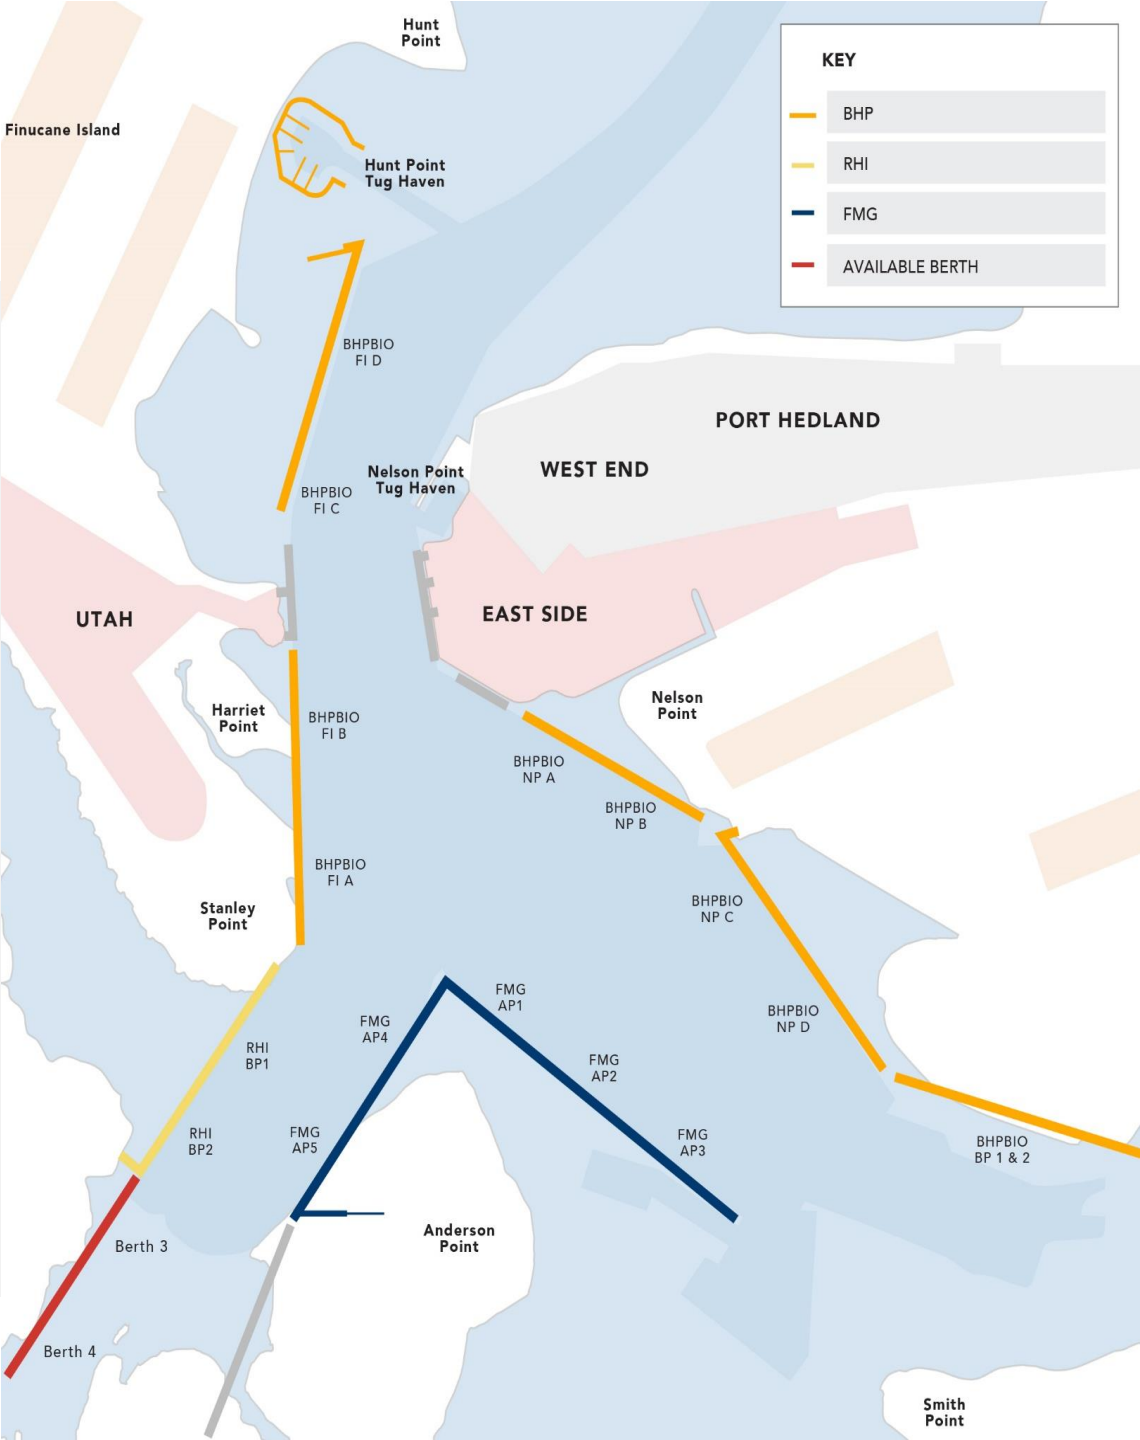 Hunt
Point
KEY
BHP
RHI
FMG
AVAILABLE BERTH
Finucane Island
Hunt Point
Tug Haven
BHPBIO
FI D
PORT HEDLAND
WEST END
Nelson Point
Tug Haven
BHPBIO
FI C
UTAH
EAST SIDE
Harriet
Point
BHPBIO
FI B
Nelson
Point
BHPBIO
NP A
BHPBIO
NP B
BHPBIO
FI A
Stanley
Point
BHPBIO
NP C
FMG
AP1
FMG
AP4
BHPBIO
NP D
RHI
BP1
FMG
AP2
RHI
BP2
FMG
AP5
FMG
AP3
BHPBIO
BP 1 & 2
Berth 3
Anderson
Point
Berth 4
Smith
Point